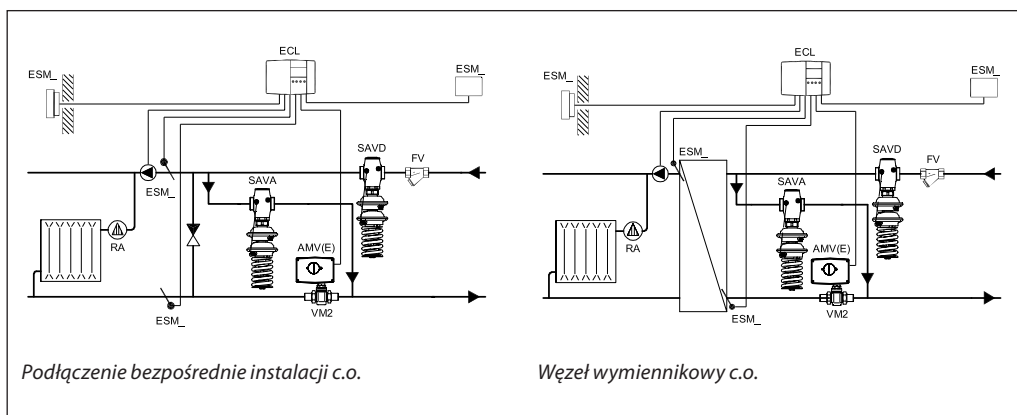 ECL
ESM_
ESM_
SAVD
FV
ESM_
SAVA
RA
AMV(E)
VM2
ESM_
Podłączenie bezpośrednie instalacji c.o.
ECL
ESM_
ESM_
ESM_
SAVD
FV
SAVA
RA
AMV(E)
ESM_
VM2
Węzeł wymiennikowy c.o.